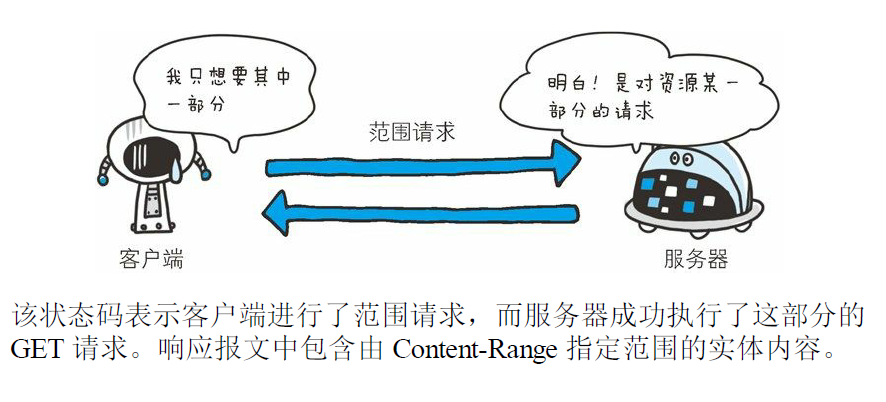 我只想要其中
一部分
明白！是对资源某一
部分的请求
范围请求
客户端
服务器
该状态码表示客户端进行了范围请求，而服务器成功执行了这部分的
GET 请求。响应报文中包含由 Content-Range 指定范围的实体内容。